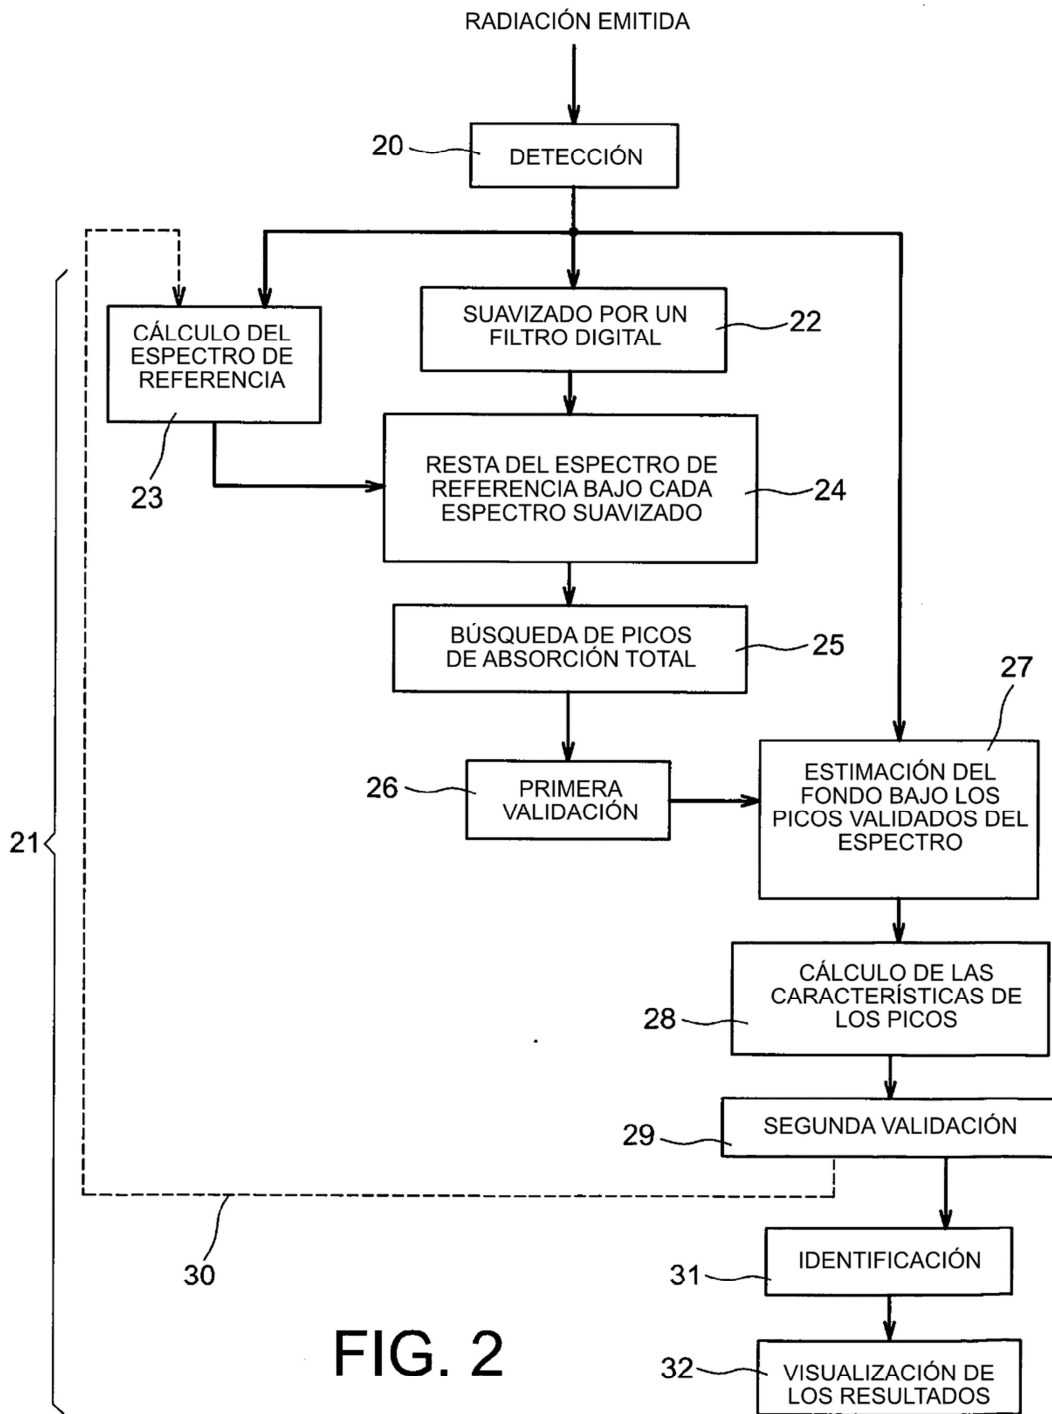 RADIACIÓN EMITIDA
20
DETECCIÓN
SUAVIZADO POR UN
FILTRO DIGITAL
22
CÁLCULO DEL
ESPECTRO DE
REFERENCIA
23
RESTA DEL ESPECTRO DE
REFERENCIA BAJO CADA
ESPECTRO SUAVIZADO
24
BÚSQUEDA DE PICOS
DE ABSORCIÓN TOTAL
25
27
26
PRIMERA
VALIDACIÓN
ESTIMACIÓN DEL
FONDO BAJO LOS
PICOS VALIDADOS DEL
ESPECTRO
21
CÁLCULO DE LAS
CARACTERÍSTICAS DE
LOS PICOS
28
SEGUNDA VALIDACIÓN
29
30
IDENTIFICACIÓN
31
FIG. 2
32
VISUALIZACIÓN DE
LOS RESULTADOS